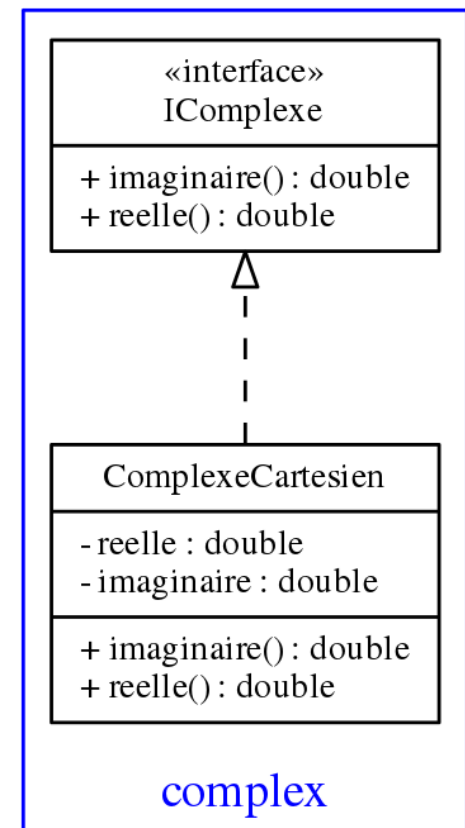 «interface»
IComplexe
+ imaginaire() : double
+ reelle() : double
ComplexeCartesien
- reelle : double
- imaginaire : double
+ imaginaire() : double
+ reelle() : double
complex